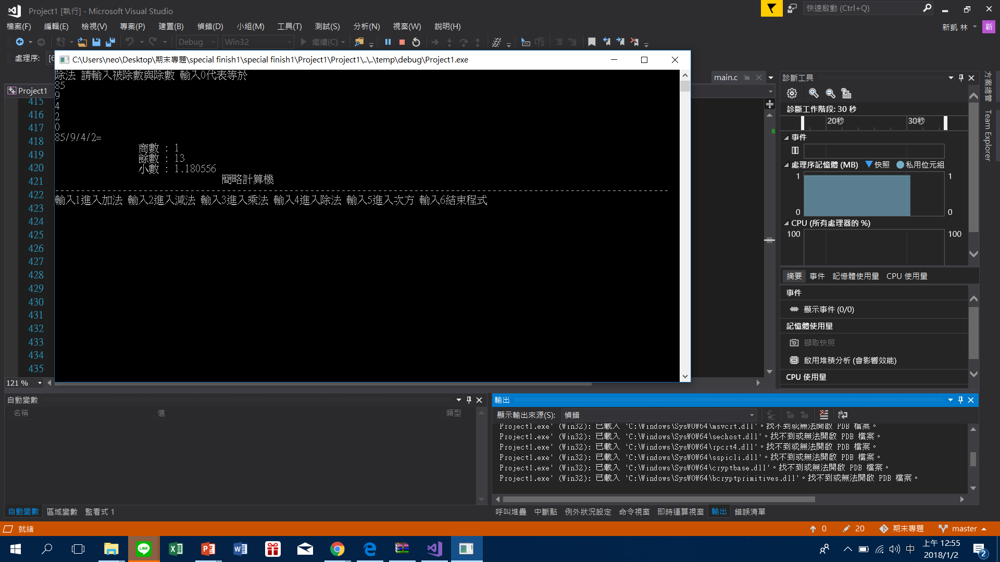 Project1 [執行] - Microsoft Visual Studio
快速啟動 (Ctrl+Q)
檔案(F) 編輯(E) 檢視(V) 專案(P) 建置(B) 偵錯(D) 小組(M) 工具(T) 測試(S) 分析(N) 視窗(W) 說明(H)
新凱 林 新
Debug Win32 繼續(C)
處理序: [6
C:\Users\neo\Desktop\期末專題\special finish1\special finish1\Project1\Project1\..\..\temp\debug\Project1.exe
除法 請輸入被除數與除數 輸入0代表等於
85
9
4
2
0
85/9/4/2=
商數 : 1
餘數 : 13
小數 : 1.180556
簡略計算機
輸入1進入加法 輸入2進入減法 輸入3進入乘法 輸入4進入除法 輸入5進入次方 輸入6結束程式
main.c
Project1
415
416
417
418
419
420
421
422
423
424
425
426
427
428
429
430
431
432
433
434
435
121 %
診斷工具
診斷工作階段: 30 秒
20秒 30秒
事件
處理序記憶體 (MB) 快照 私用位元組
1 1
0 0
CPU (所有處理器的 %)
100 100
摘要 事件 記憶體使用量 CPU 使用量
事件
顯示事件 (0/0)
記憶體使用量
擷取快照
啟用堆積分析 (會影響效能)
CPU 使用量
方案總管
Team Explorer
自動變數
名稱 值 類型
自動變數 區域變數 監看式 1
輸出
顯示輸出來源(S): 偵錯
Project1.exe' (Win32): 已載入 'C:\Windows\SysWOW64\msvcrt.dll'。找不到或無法開啟 PDB 檔案。
Project1.exe' (Win32): 已載入 'C:\Windows\SysWOW64\sechost.dll'。找不到或無法開啟 PDB 檔案。
Project1.exe' (Win32): 已載入 'C:\Windows\SysWOW64\rpcrt4.dll'。找不到或無法開啟 PDB 檔案。
Project1.exe' (Win32): 已載入 'C:\Windows\SysWOW64\sspicli.dll'。找不到或無法開啟 PDB 檔案。
Project1.exe' (Win32): 已載入 'C:\Windows\SysWOW64\cryptbase.dll'。找不到或無法開啟 PDB 檔案。
Project1.exe' (Win32): 已載入 'C:\Windows\SysWOW64\bcryptprimitives.dll'。找不到或無法開啟 PDB 檔案。
呼叫堆疊 中斷點 例外狀況設定 命令視窗 即時運算視窗 輸出 錯誤清單
就緒
0 20 期末專題 master
LINE
中
上午 12:55
2018/1/2
2